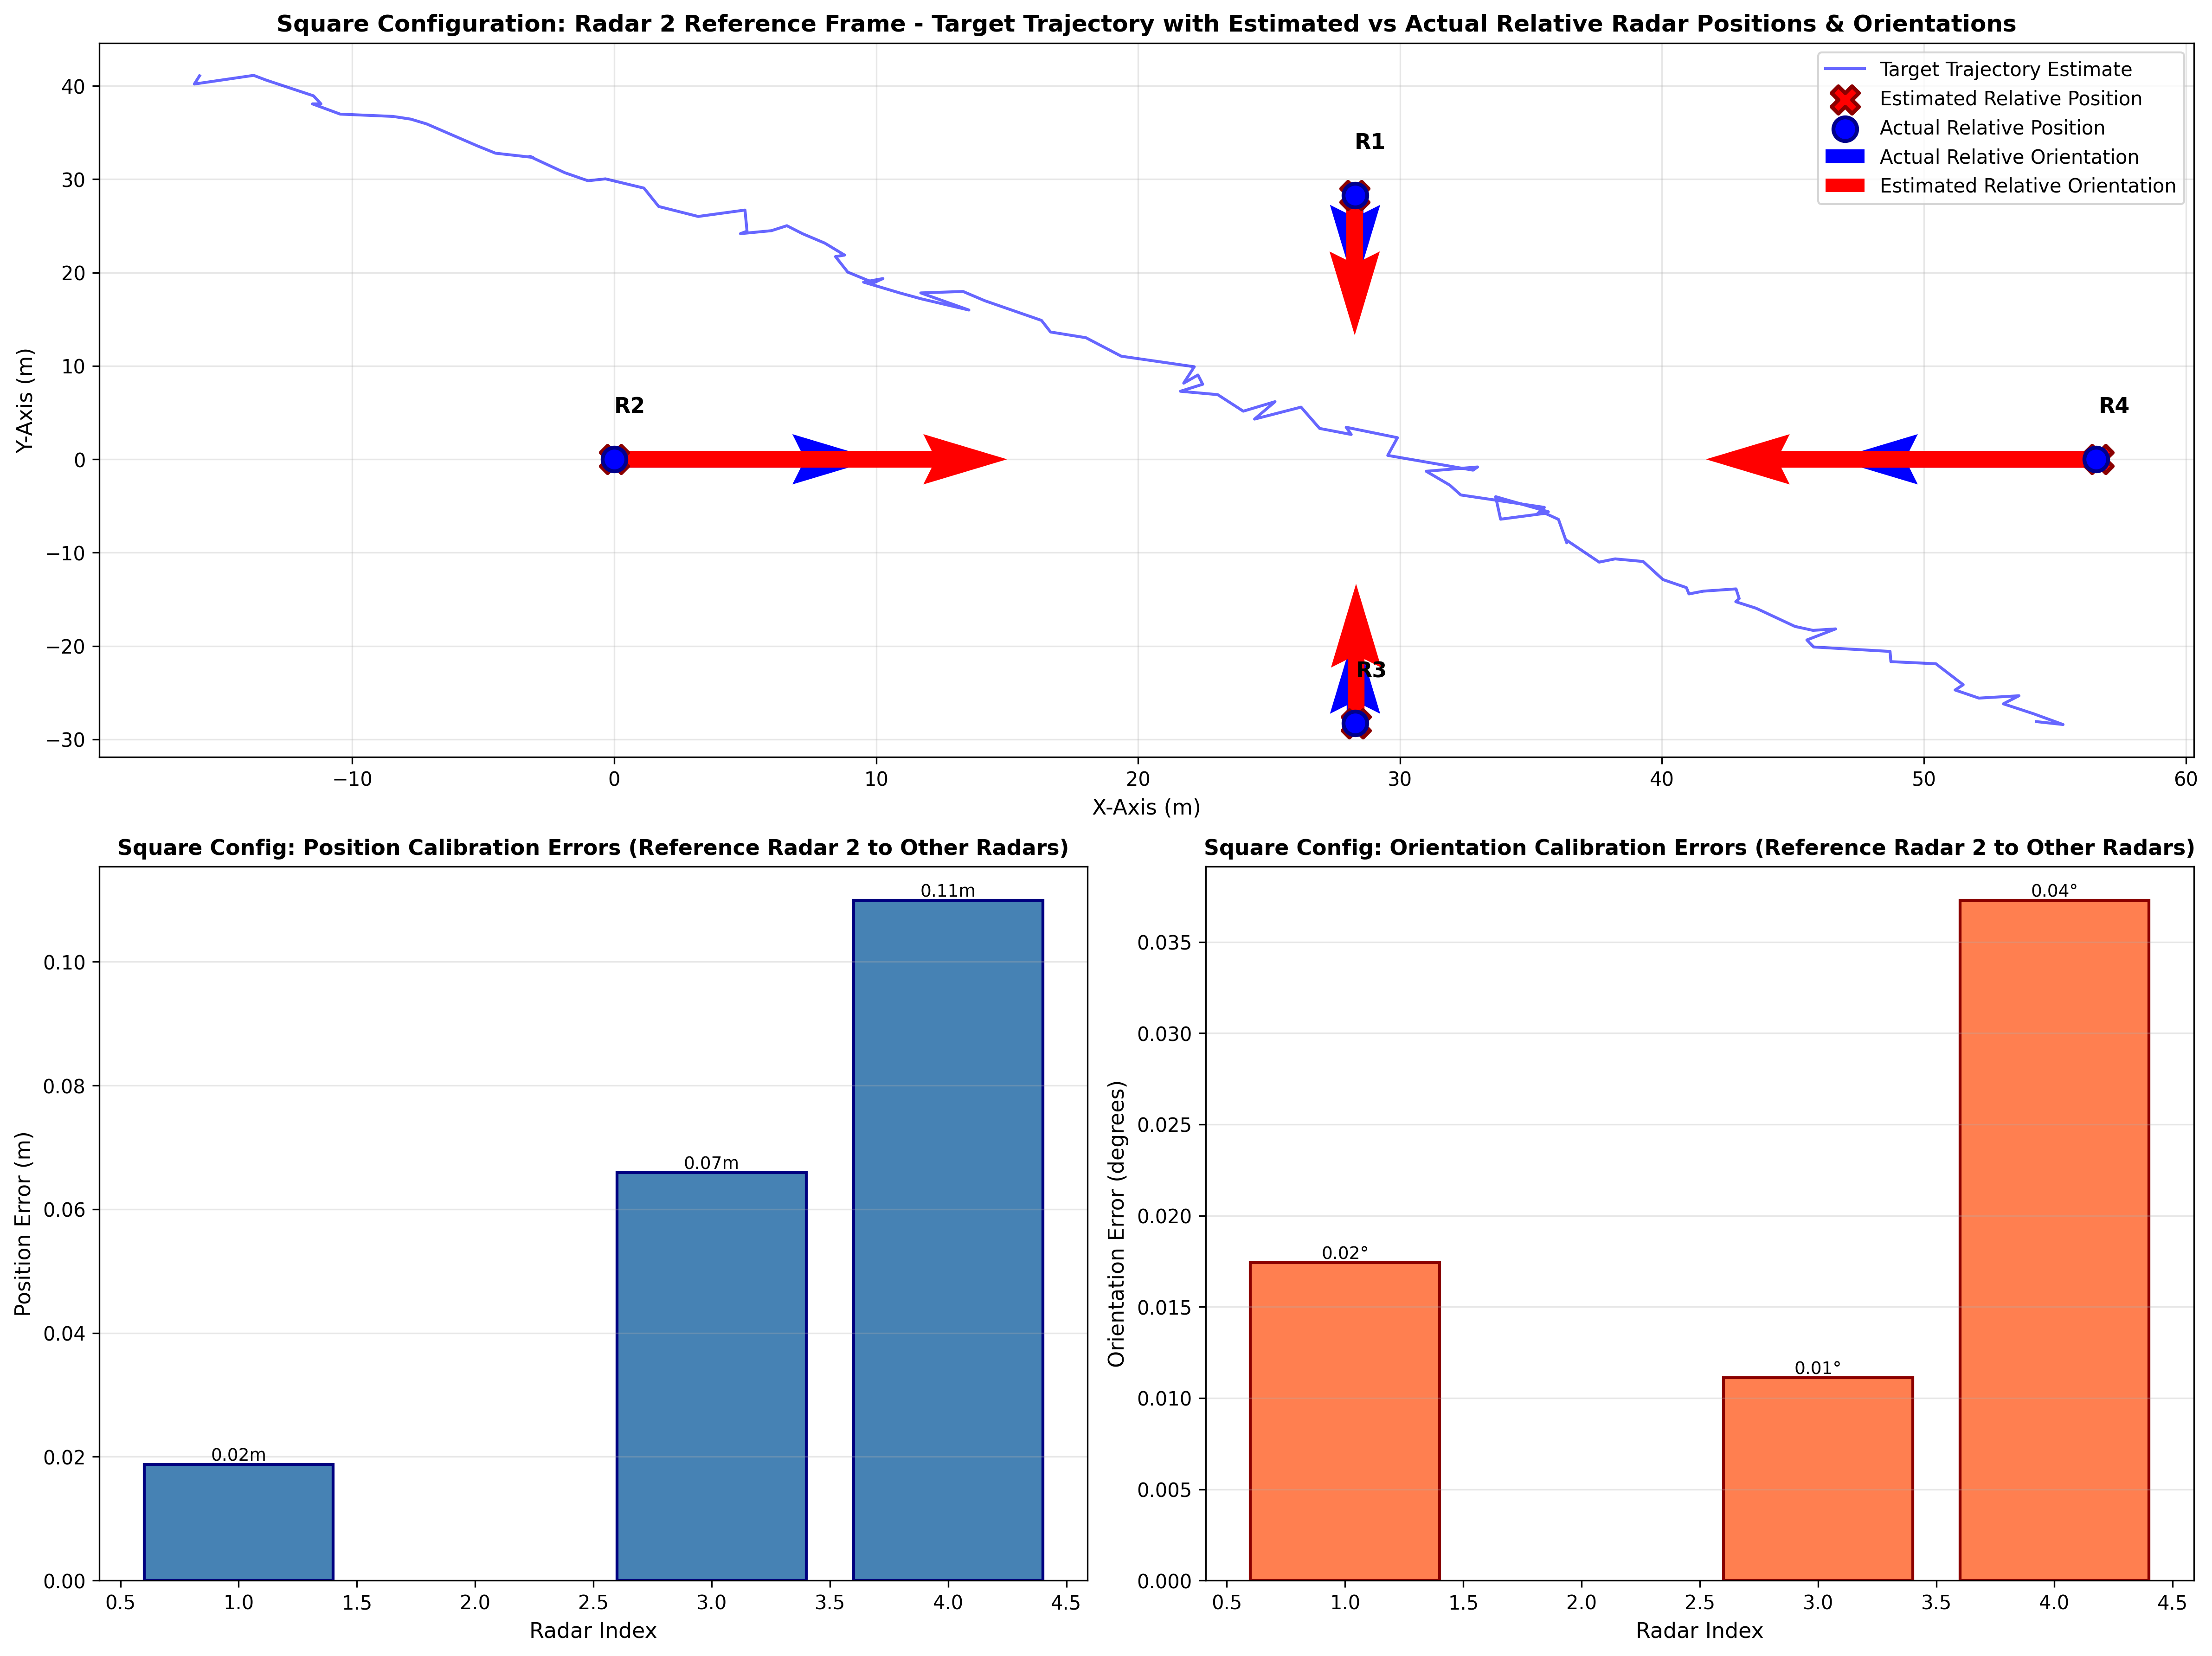 Square Configuration: Radar 2 Reference Frame - Target Trajectory with Estimated vs Actual Relative Radar Positions & Orientations
Target Trajectory Estimate
Estimated Relative Position
Actual Relative Position
Actual Relative Orientation
Estimated Relative Orientation
Y-Axis (m)
40
30
20
10
0
−10
−20
−30
R1
R2
R4
R3
−10
0
10
20
30
40
50
60
X-Axis (m)
Square Config: Position Calibration Errors (Reference Radar 2 to Other Radars)
Position Error (m)
0.10
0.08
0.06
0.04
0.02
0.00
0.02m
0.07m
0.11m
0.5
1.0
1.5
2.0
2.5
3.0
3.5
4.0
4.5
Radar Index
Square Config: Orientation Calibration Errors (Reference Radar 2 to Other Radars)
Orientation Error (degrees)
0.035
0.030
0.025
0.020
0.015
0.010
0.005
0.000
0.02°
0.01°
0.04°
0.5
1.0
1.5
2.0
2.5
3.0
3.5
4.0
4.5
Radar Index